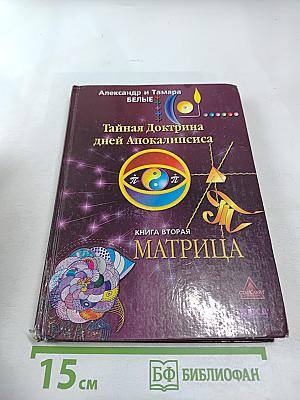 Александр и Тамара
БЕЛЫЕ
Тайная Доктрина
дней Апокалипсиса
КНИГА ВТОРАЯ
МАТРИЦА
15 см
БФ БИБЛИОФАН